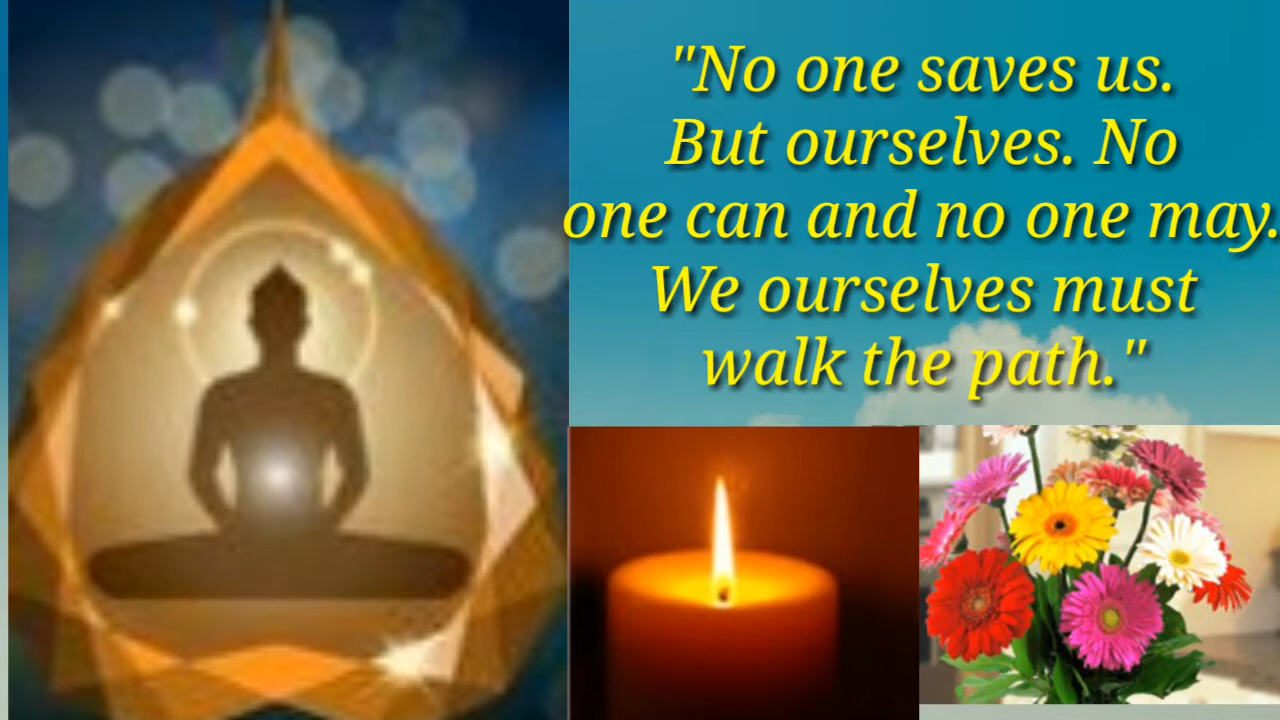 "No one saves us.
But ourselves. No
one can and no one may.
We ourselves must
walk the path."